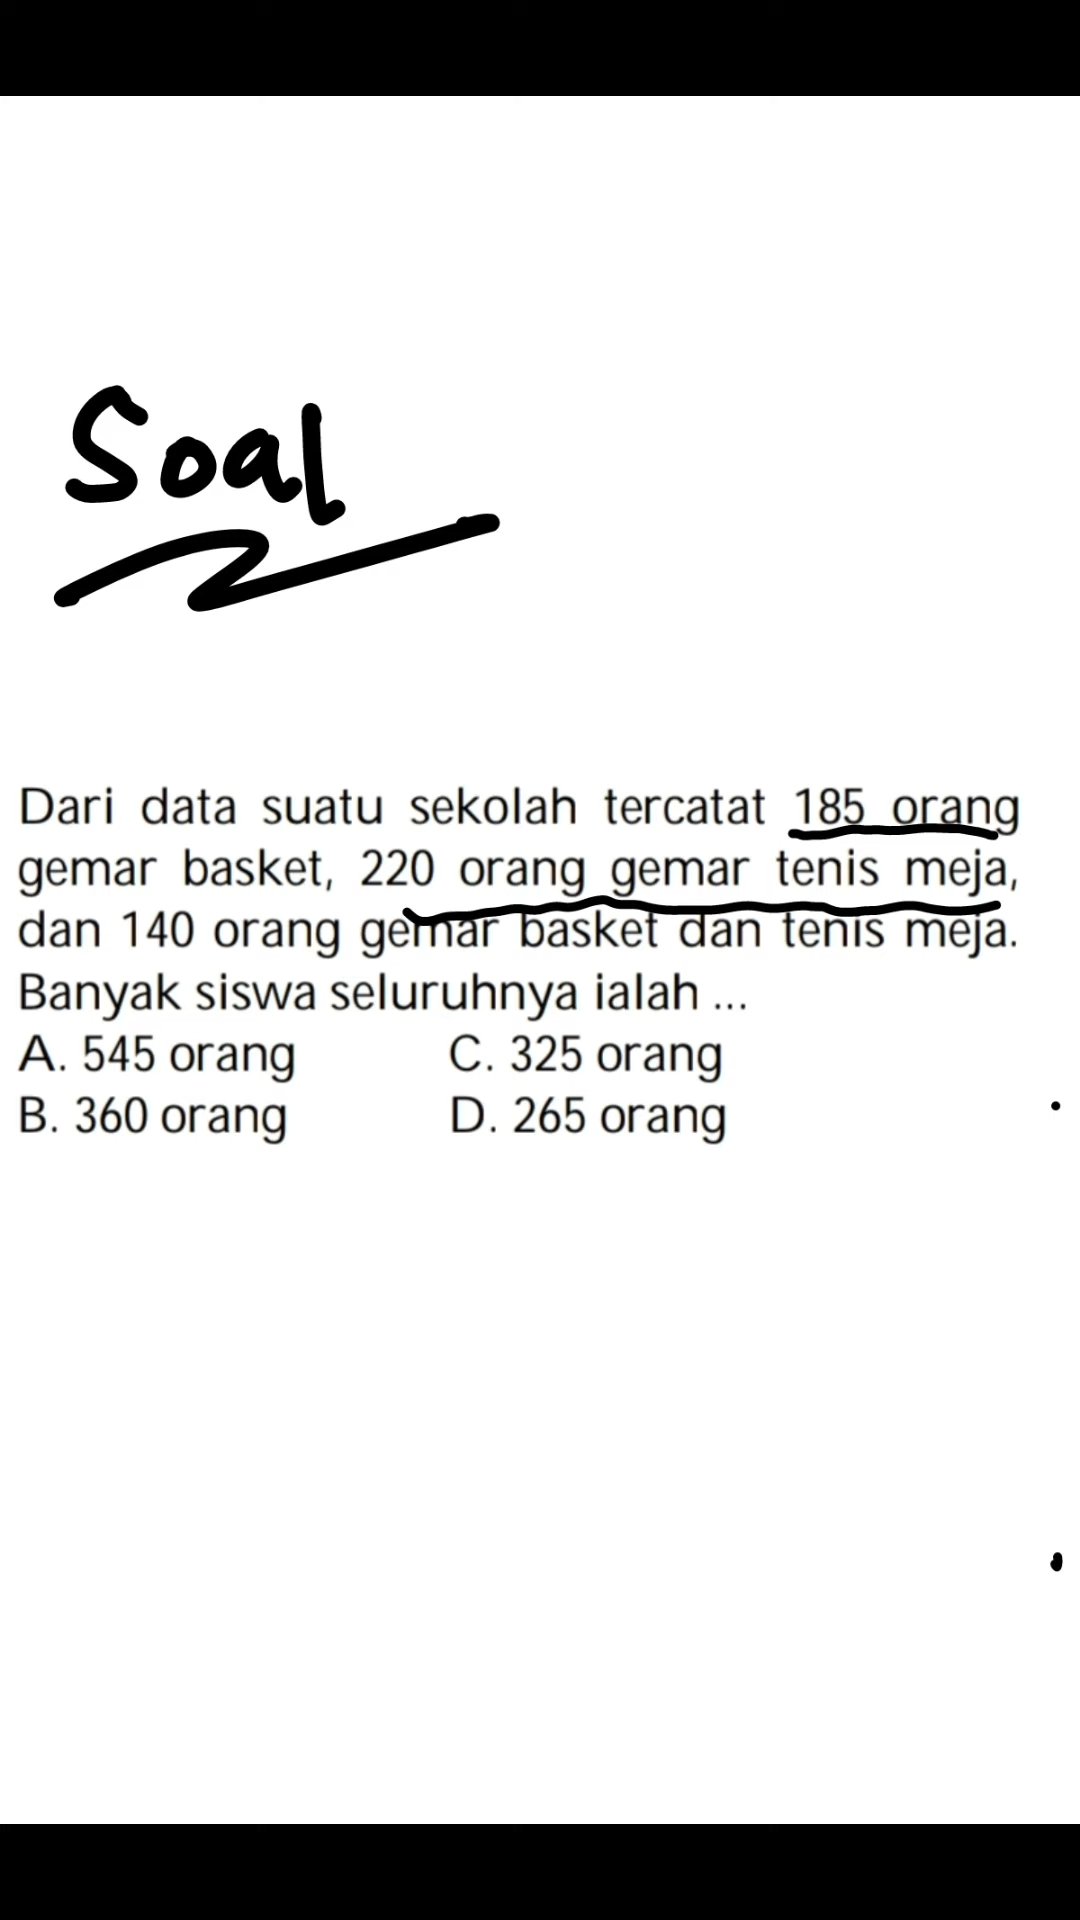 Soal
Dari data suatu sekolah tercatat 185 orang
gemar basket, 220 orang gemar tenis meja,
dan 140 orang gemar basket dan tenis meja.
Banyak siswa seluruhnya ialah ...
A. 545 orang C. 325 orang
B. 360 orang D. 265 orang